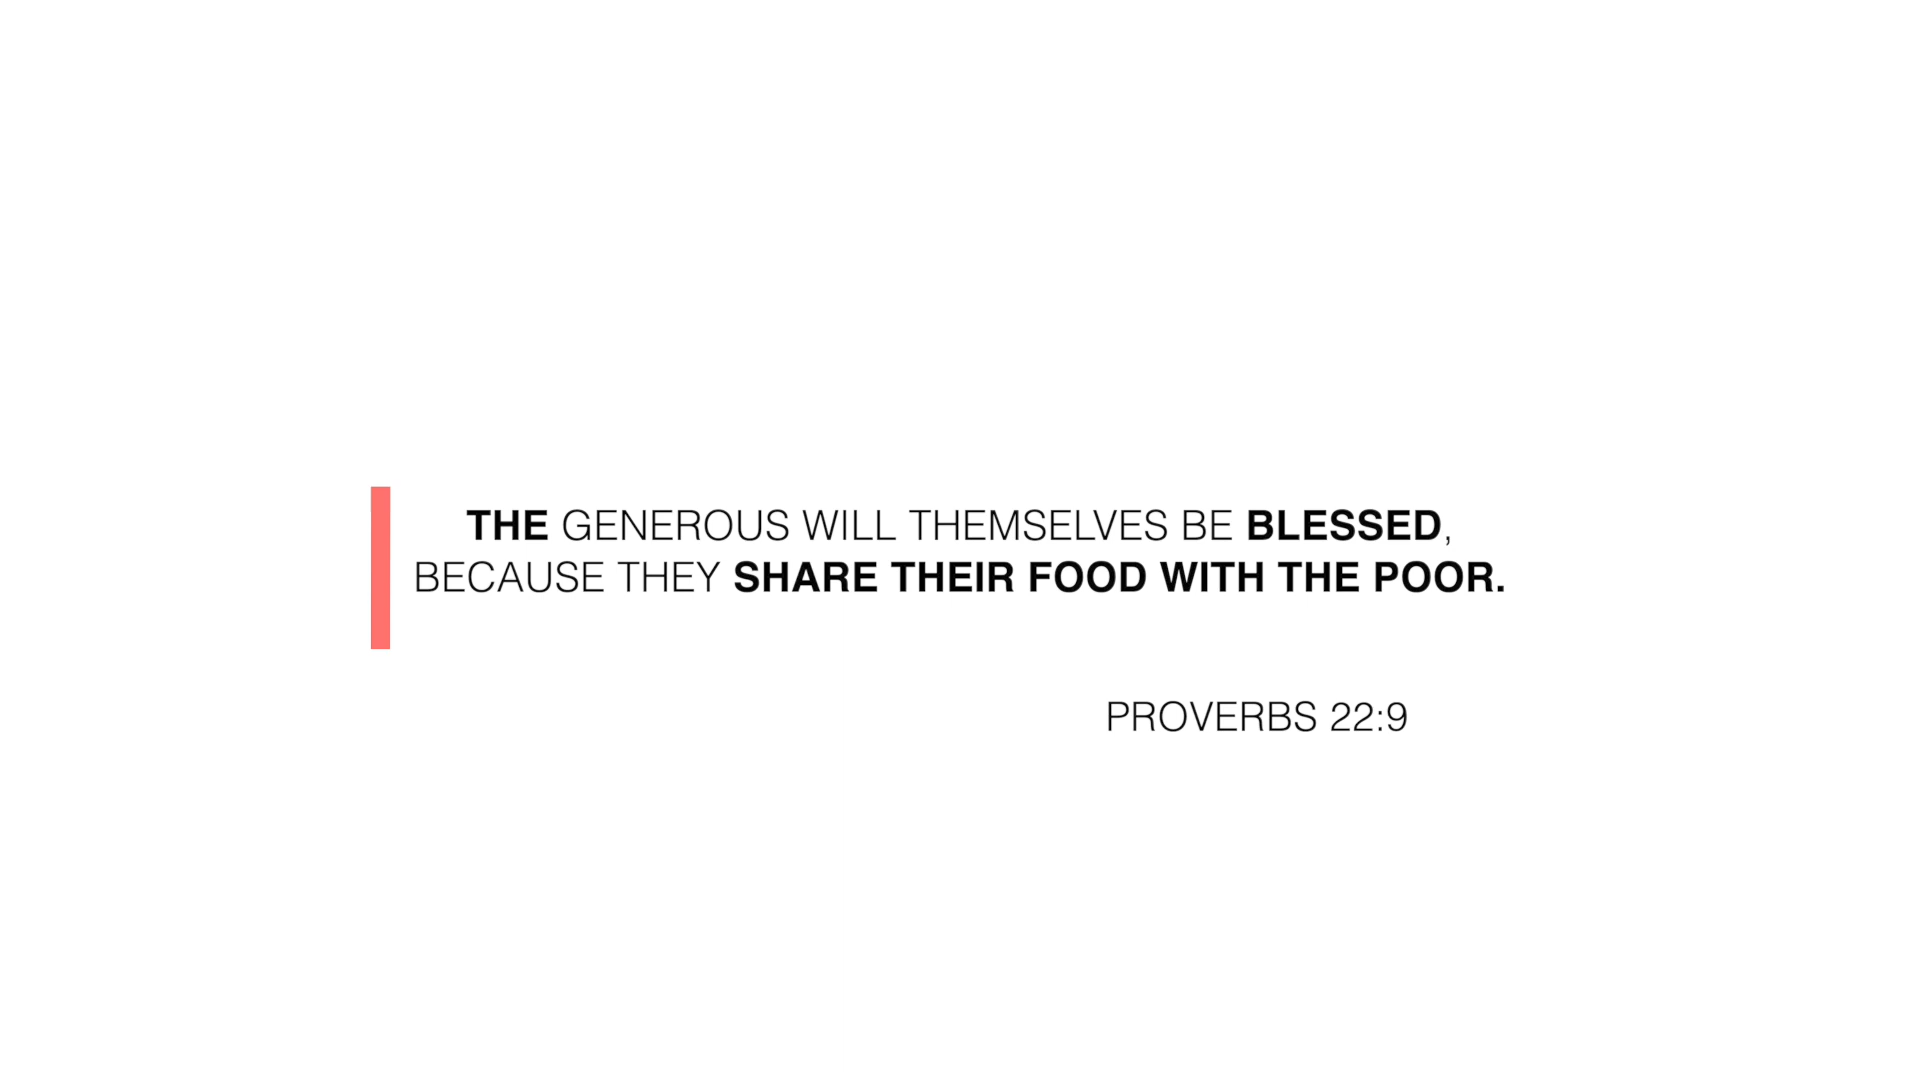 THE GENEROUS WILL THEMSELVES BE BLESSED,
BECAUSE THEY SHARE THEIR FOOD WITH THE POOR.
PROVERBS 22:9